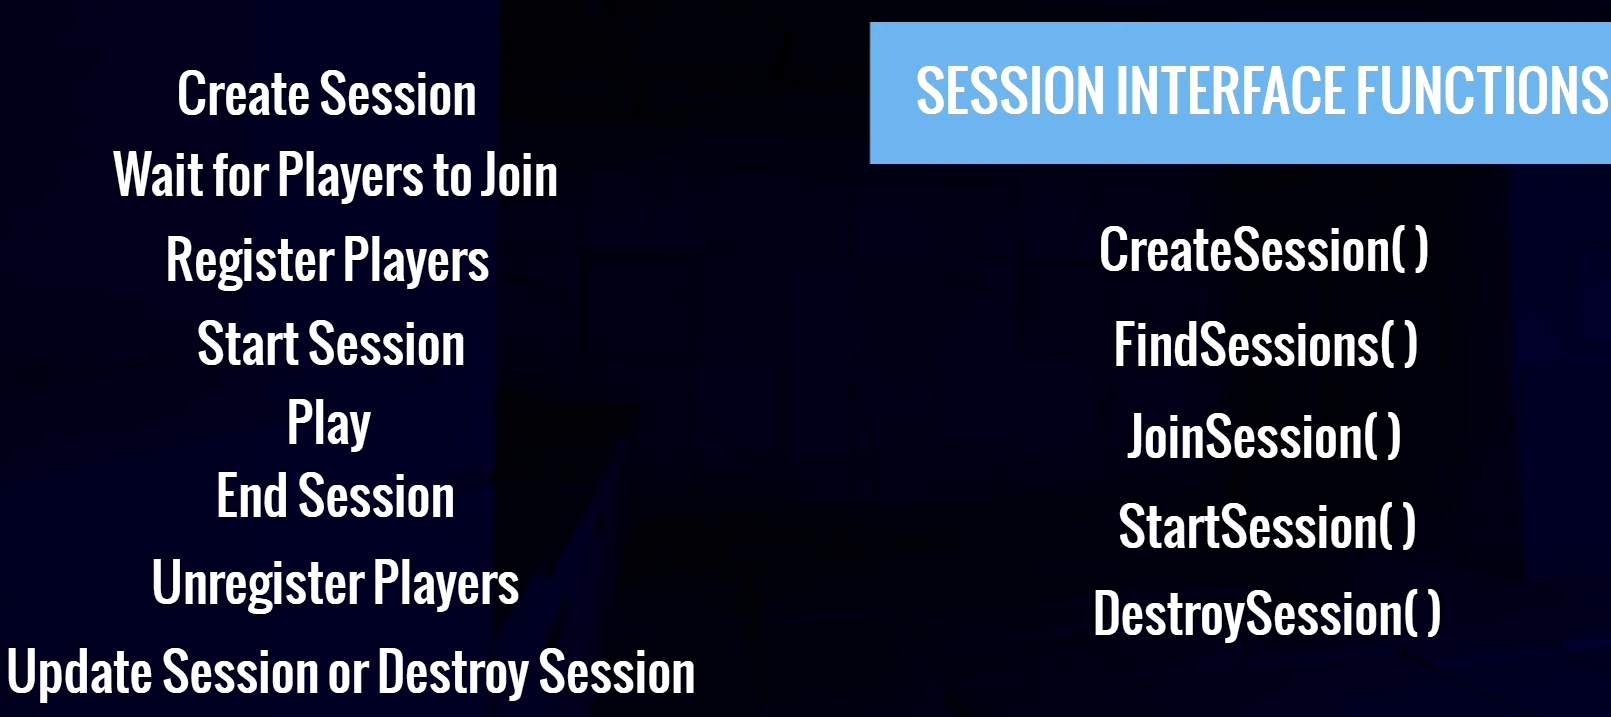 Create Session
Wait for Players to Join
Register Players
Start Session
Play
End Session
Unregister Players
Update Session or Destroy Session
SESSION INTERFACE FUNCTIONS
CreateSession( )
FindSessions( )
JoinSession( )
StartSession( )
DestroySession( )